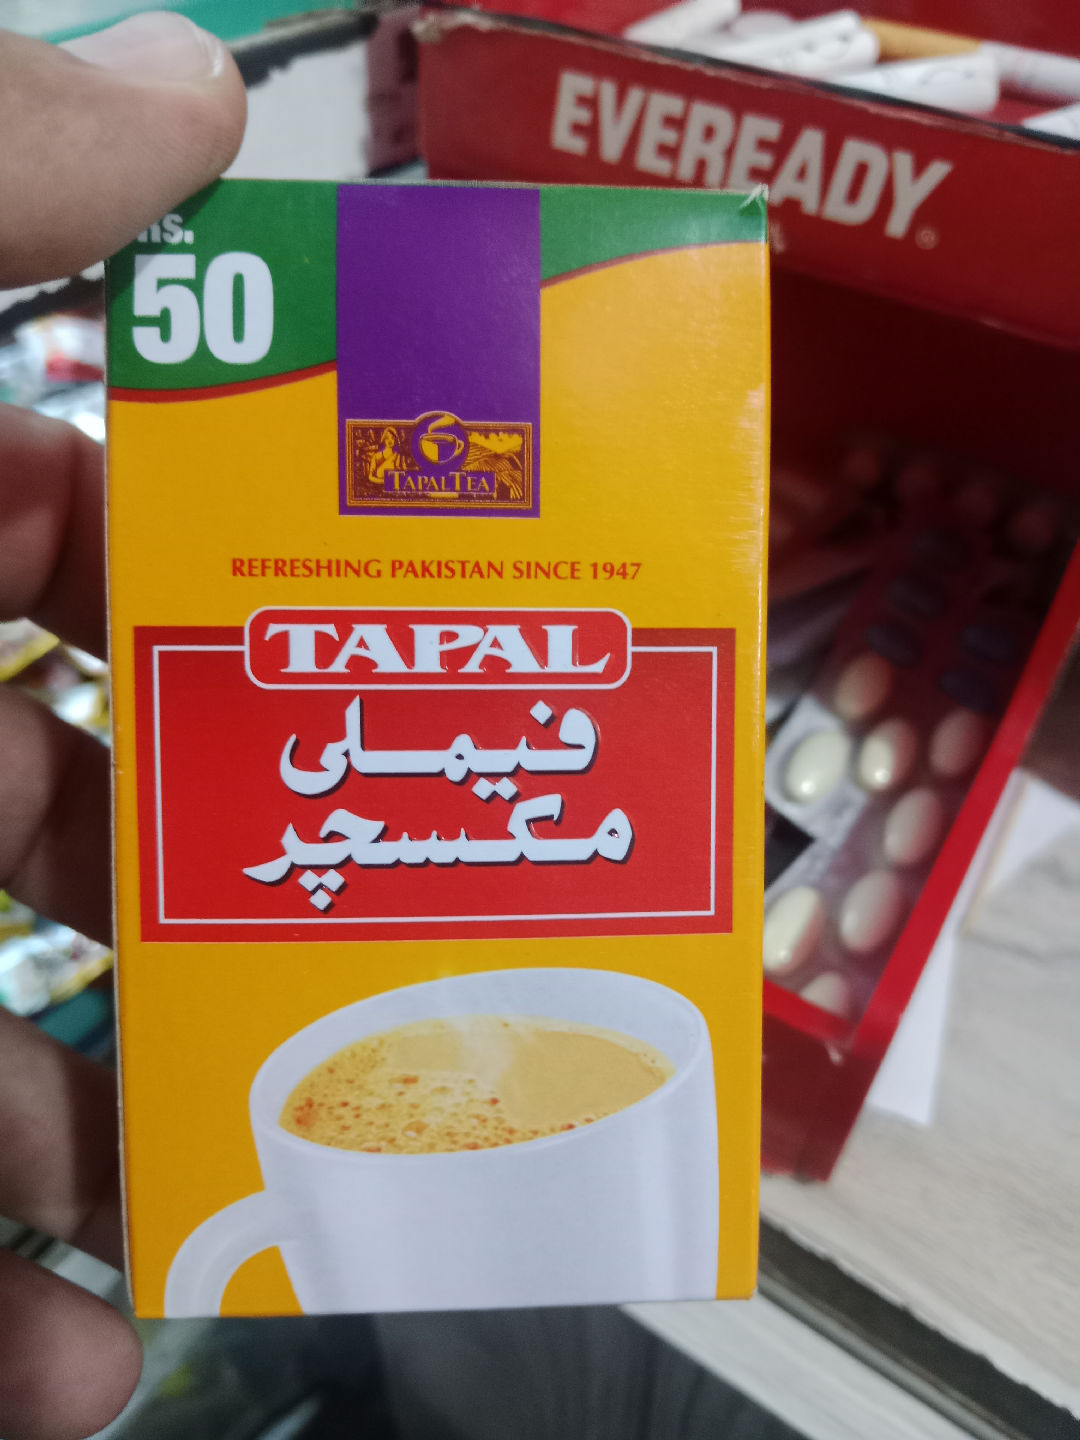 EVEREADY
Rs.
50
TAPAL TEA
REFRESHING PAKISTAN SINCE 1947
TAPAL
فیملی
مکسچر